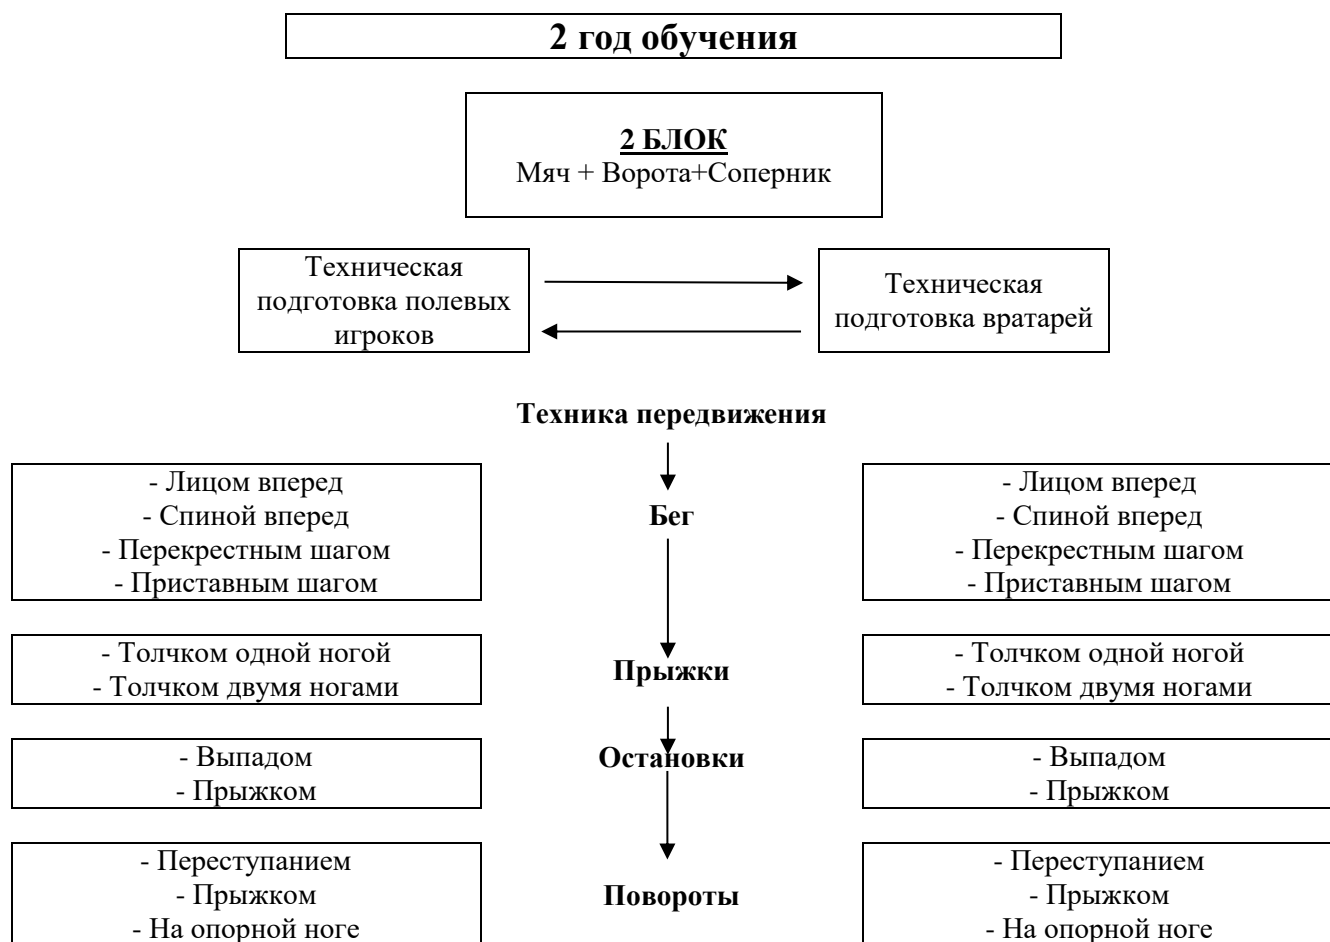 2 год обучения
2 БЛОК
Мяч + Ворота+Соперник
Техническая
подготовка полевых
игроков
Техническая
подготовка вратарей
Техника передвижения
- Лицом вперед
- Спиной вперед
- Перекрестным шагом
- Приставным шагом
Бег
- Лицом вперед
- Спиной вперед
- Перекрестным шагом
- Приставным шагом
- Толчком одной ногой
- Толчком двумя ногами
Прыжки
- Толчком одной ногой
- Толчком двумя ногами
- Выпадом
- Прыжком
Остановки
- Выпадом
- Прыжком
- Переступанием
- Прыжком
- На опорной ноге
Повороты
- Переступанием
- Прыжком
- На опорной ноге